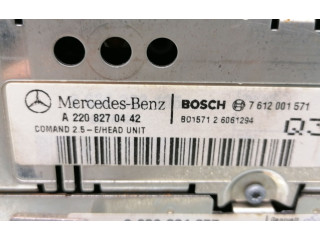 Mercedes-Benz
BOSCH 7 612 001 571
A 220 827 04 42
BO1571 2 6061294
COMAND 2.5 - E/HEAD UNIT
Q3